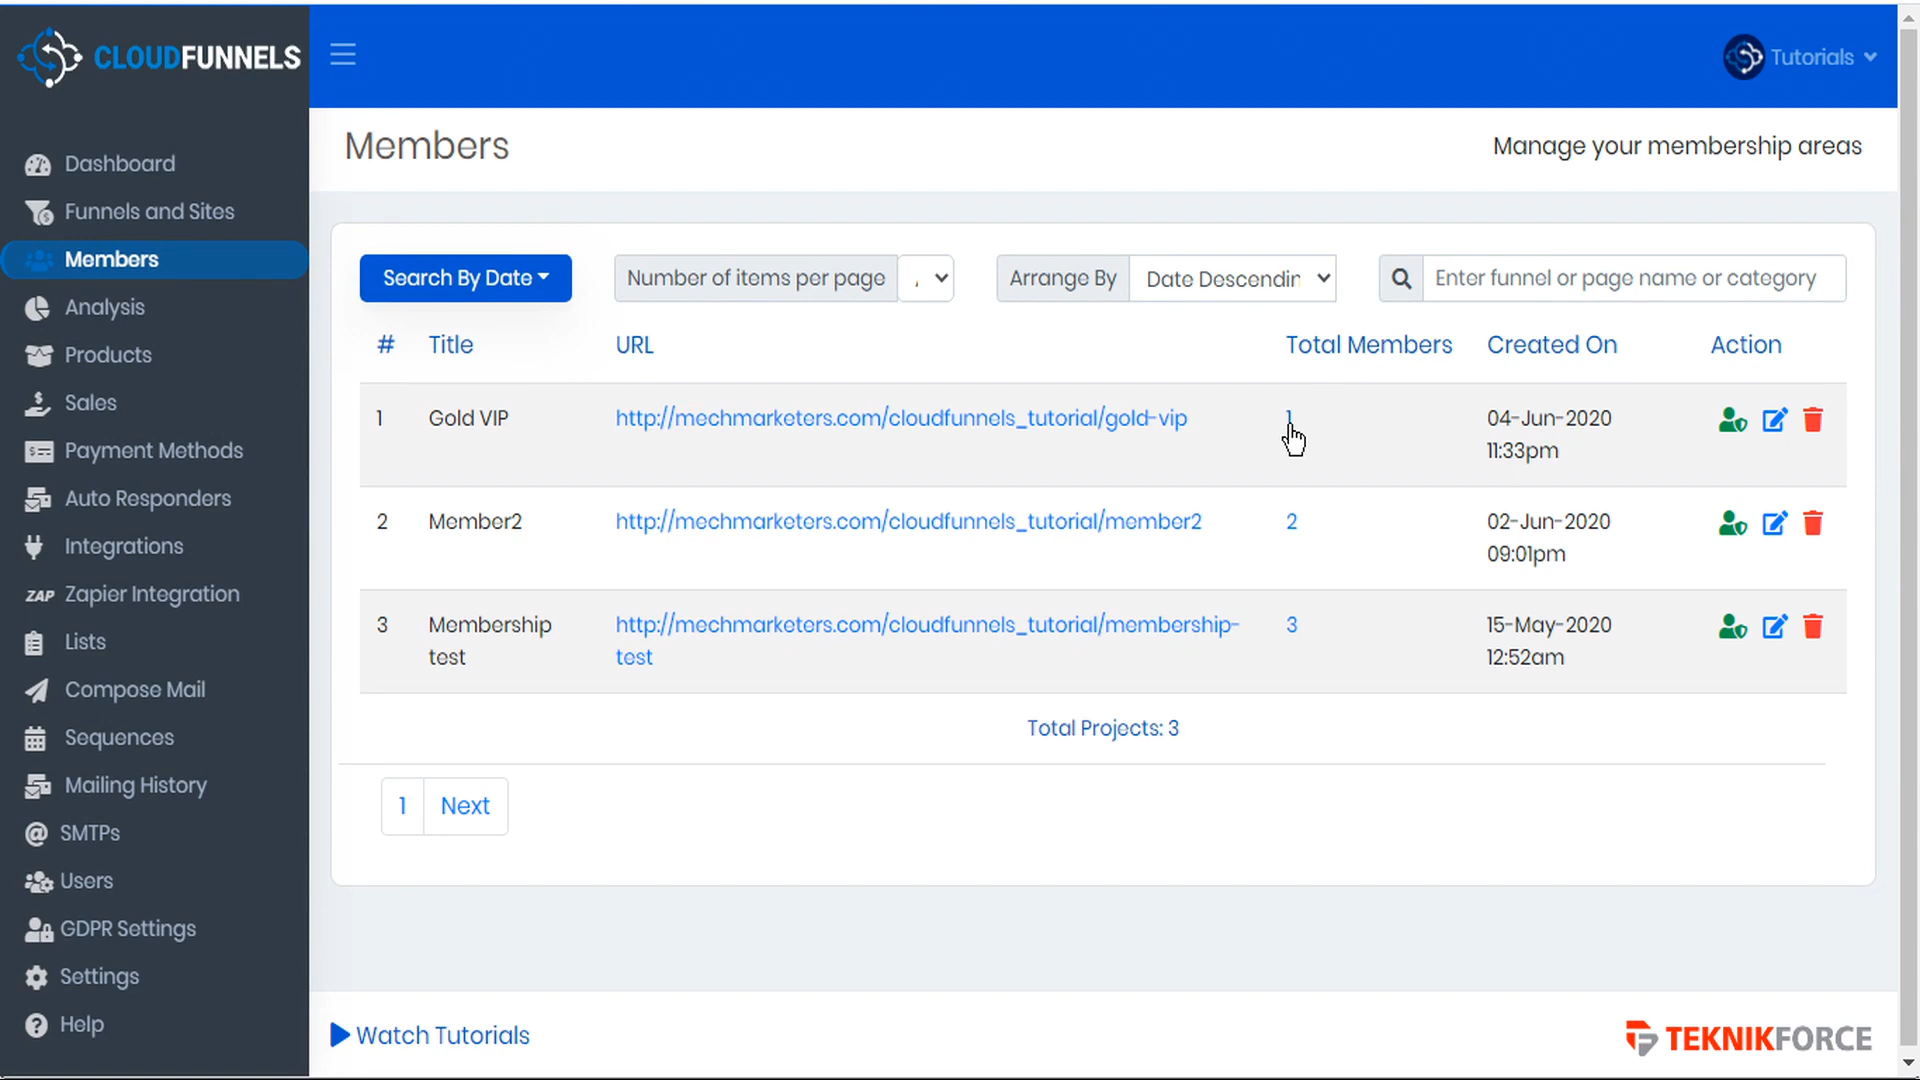 CLOUDFUNNELS
Tutorials
Dashboard
Funnels and Sites
Members
Analysis
Products
Sales
Payment Methods
Auto Responders
Integrations
ZAP Zapier Integration
Lists
Compose Mail
Sequences
Mailing History
SMTPs
Users
GDPR Settings
Settings
Help
Members
Manage your membership areas
Search By Date
Number of items per page
Arrange By
Date Descendin
Enter funnel or page name or category
# Title URL Total Members Created On Action
1 Gold VIP http://mechmarketers.com/cloudfunnels_tutorial/gold-vip 1 04-Jun-2020
11:33pm
2 Member2 http://mechmarketers.com/cloudfunnels_tutorial/member2 2 02-Jun-2020
09:01pm
3 Membership http://mechmarketers.com/cloudfunnels_tutorial/membership- 3 15-May-2020
test test 12:52am
Total Projects: 3
1 Next
Watch Tutorials
TEKNIKFORCE